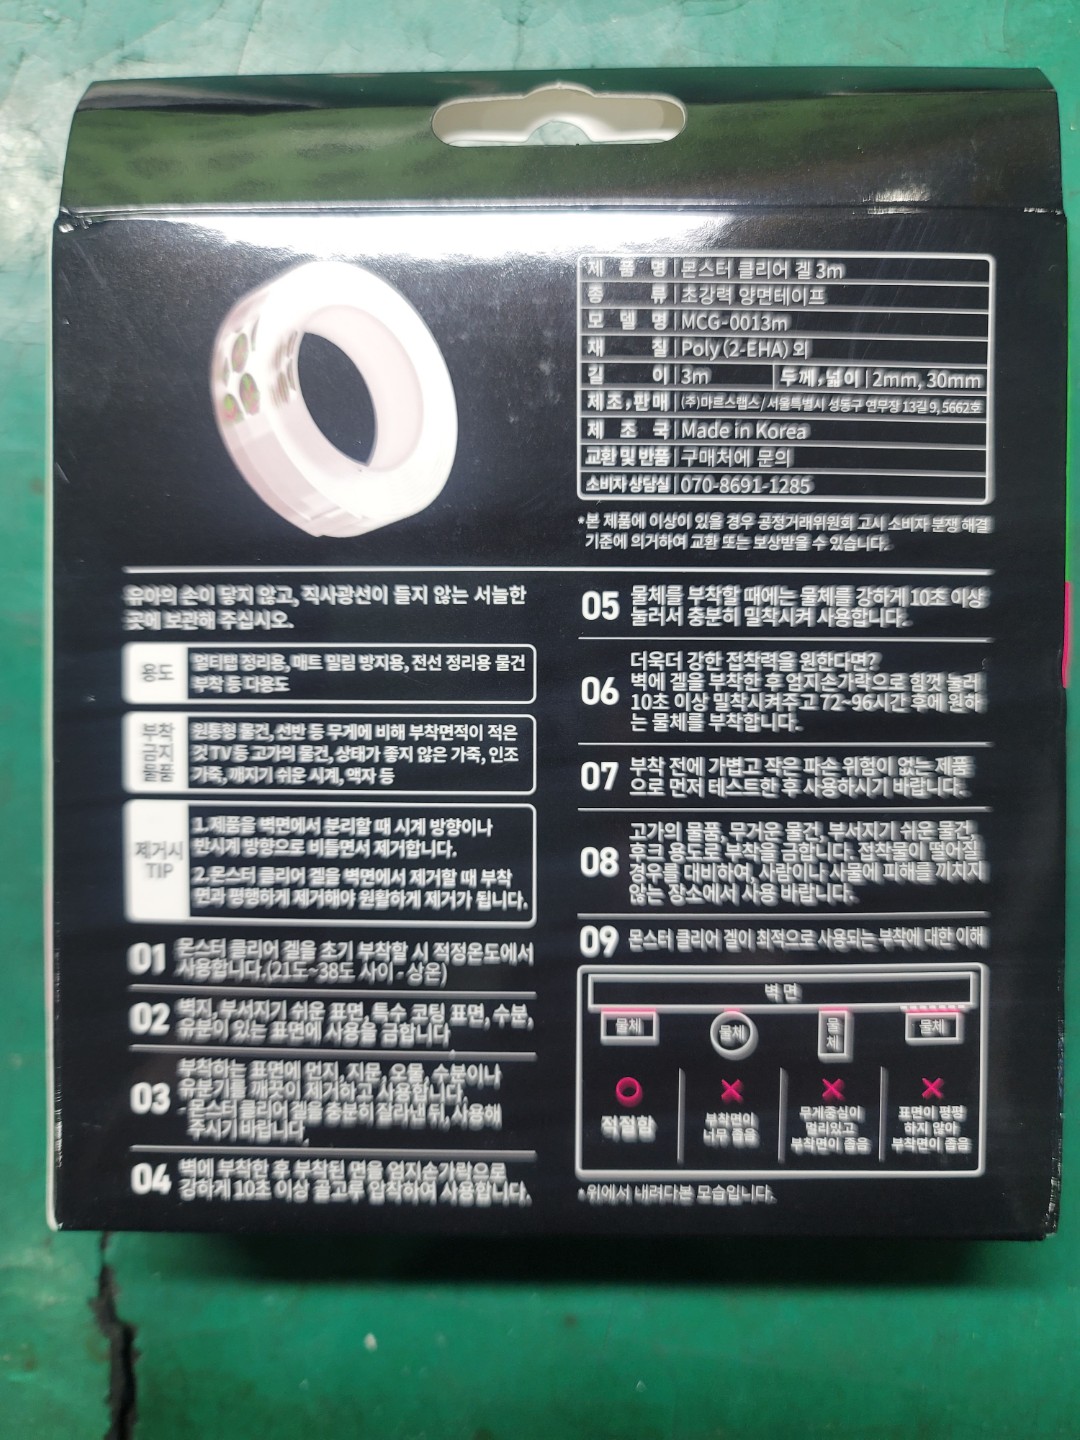 제 품 명 | 몬스터 클리어 겔 3m
종 류 | 초강력 양면테이프
모 델 명 | MCG-0013m
재 질 | Poly(2-EHA) 외
길 이 | 3m 두께,넓이 | 2mm, 30mm
제조,판매 | (주)마르스랩스/서울특별시 성동구 연무장 13길 9, 5662호
제 조 국 | Made in Korea
교환 및 반품 | 구매처에 문의
소비자 상담실 | 070-8691-1285
*본 제품에 이상이 있을 경우 공정거래위원회 고시 소비자 분쟁 해결
기준에 의거하여 교환 또는 보상받을 수 있습니다.
유아의 손이 닿지 않고, 직사광선이 들지 않는 서늘한
곳에 보관해 주십시오.
용도
멀티탭 정리용, 매트 밀림 방지용, 전선 정리용 물건
부착 등 다용도
부착
금지
물품
원통형 물건, 선반 등 무게에 비해 부착면적이 적은
것 TV 등 고가의 물건, 상태가 좋지 않은 가죽, 인조
가죽, 깨지기 쉬운 시계, 액자 등
제거시
TIP
1. 제품을 벽면에서 분리할 때 시계 방향이나
반시계 방향으로 비틀면서 제거합니다.
2. 몬스터 클리어 겔을 벽면에서 제거할 때 부착
면과 평행하게 제거해야 원활하게 제거가 됩니다.
01 몬스터 클리어 겔을 초기 부착할 시 적정온도에서
사용합니다.(21도~38도 사이 - 상온)
02 벽지, 부서지기 쉬운 표면, 특수 코팅 표면, 수분,
유분이 있는 표면에 사용을 금합니다
03 부착하는 표면에 먼지, 지문, 오물, 수분이나
유분기를 깨끗이 제거하고 사용합니다.
- 몬스터 클리어 겔을 충분히 잘라낸 뒤, 사용해
주시기 바랍니다.
04 벽에 부착한 후 부착된 면을 엄지손가락으로
강하게 10초 이상 골고루 압착하여 사용합니다.
05 물체를 부착할 때에는 물체를 강하게 10초 이상
눌러서 충분히 밀착시켜 사용합니다.
06 더욱더 강한 접착력을 원한다면?
벽에 겔을 부착한 후 엄지손가락으로 힘껏 눌러
10초 이상 밀착시켜주고 72~96시간 후에 원하
는 물체를 부착합니다.
07 부착 전에 가볍고 작은 파손 위험이 없는 제품
으로 먼저 테스트한 후 사용하시기 바랍니다.
08 고가의 물품, 무거운 물건, 부서지기 쉬운 물건,
후크 용도로 부착을 금합니다. 접착물이 떨어질
경우를 대비하여, 사람이나 사물에 피해를 끼치지
않는 장소에서 사용 바랍니다.
09 몬스터 클리어 겔이 최적으로 사용되는 부착에 대한 이해
벽 면
물체 물체 물체 물체
적절함
부착면이
너무 좁음
무게중심이
멀리있고
부착면이 좁음
표면이 평평
하지 않아
부착면이 좁음
*위에서 내려다본 모습입니다.